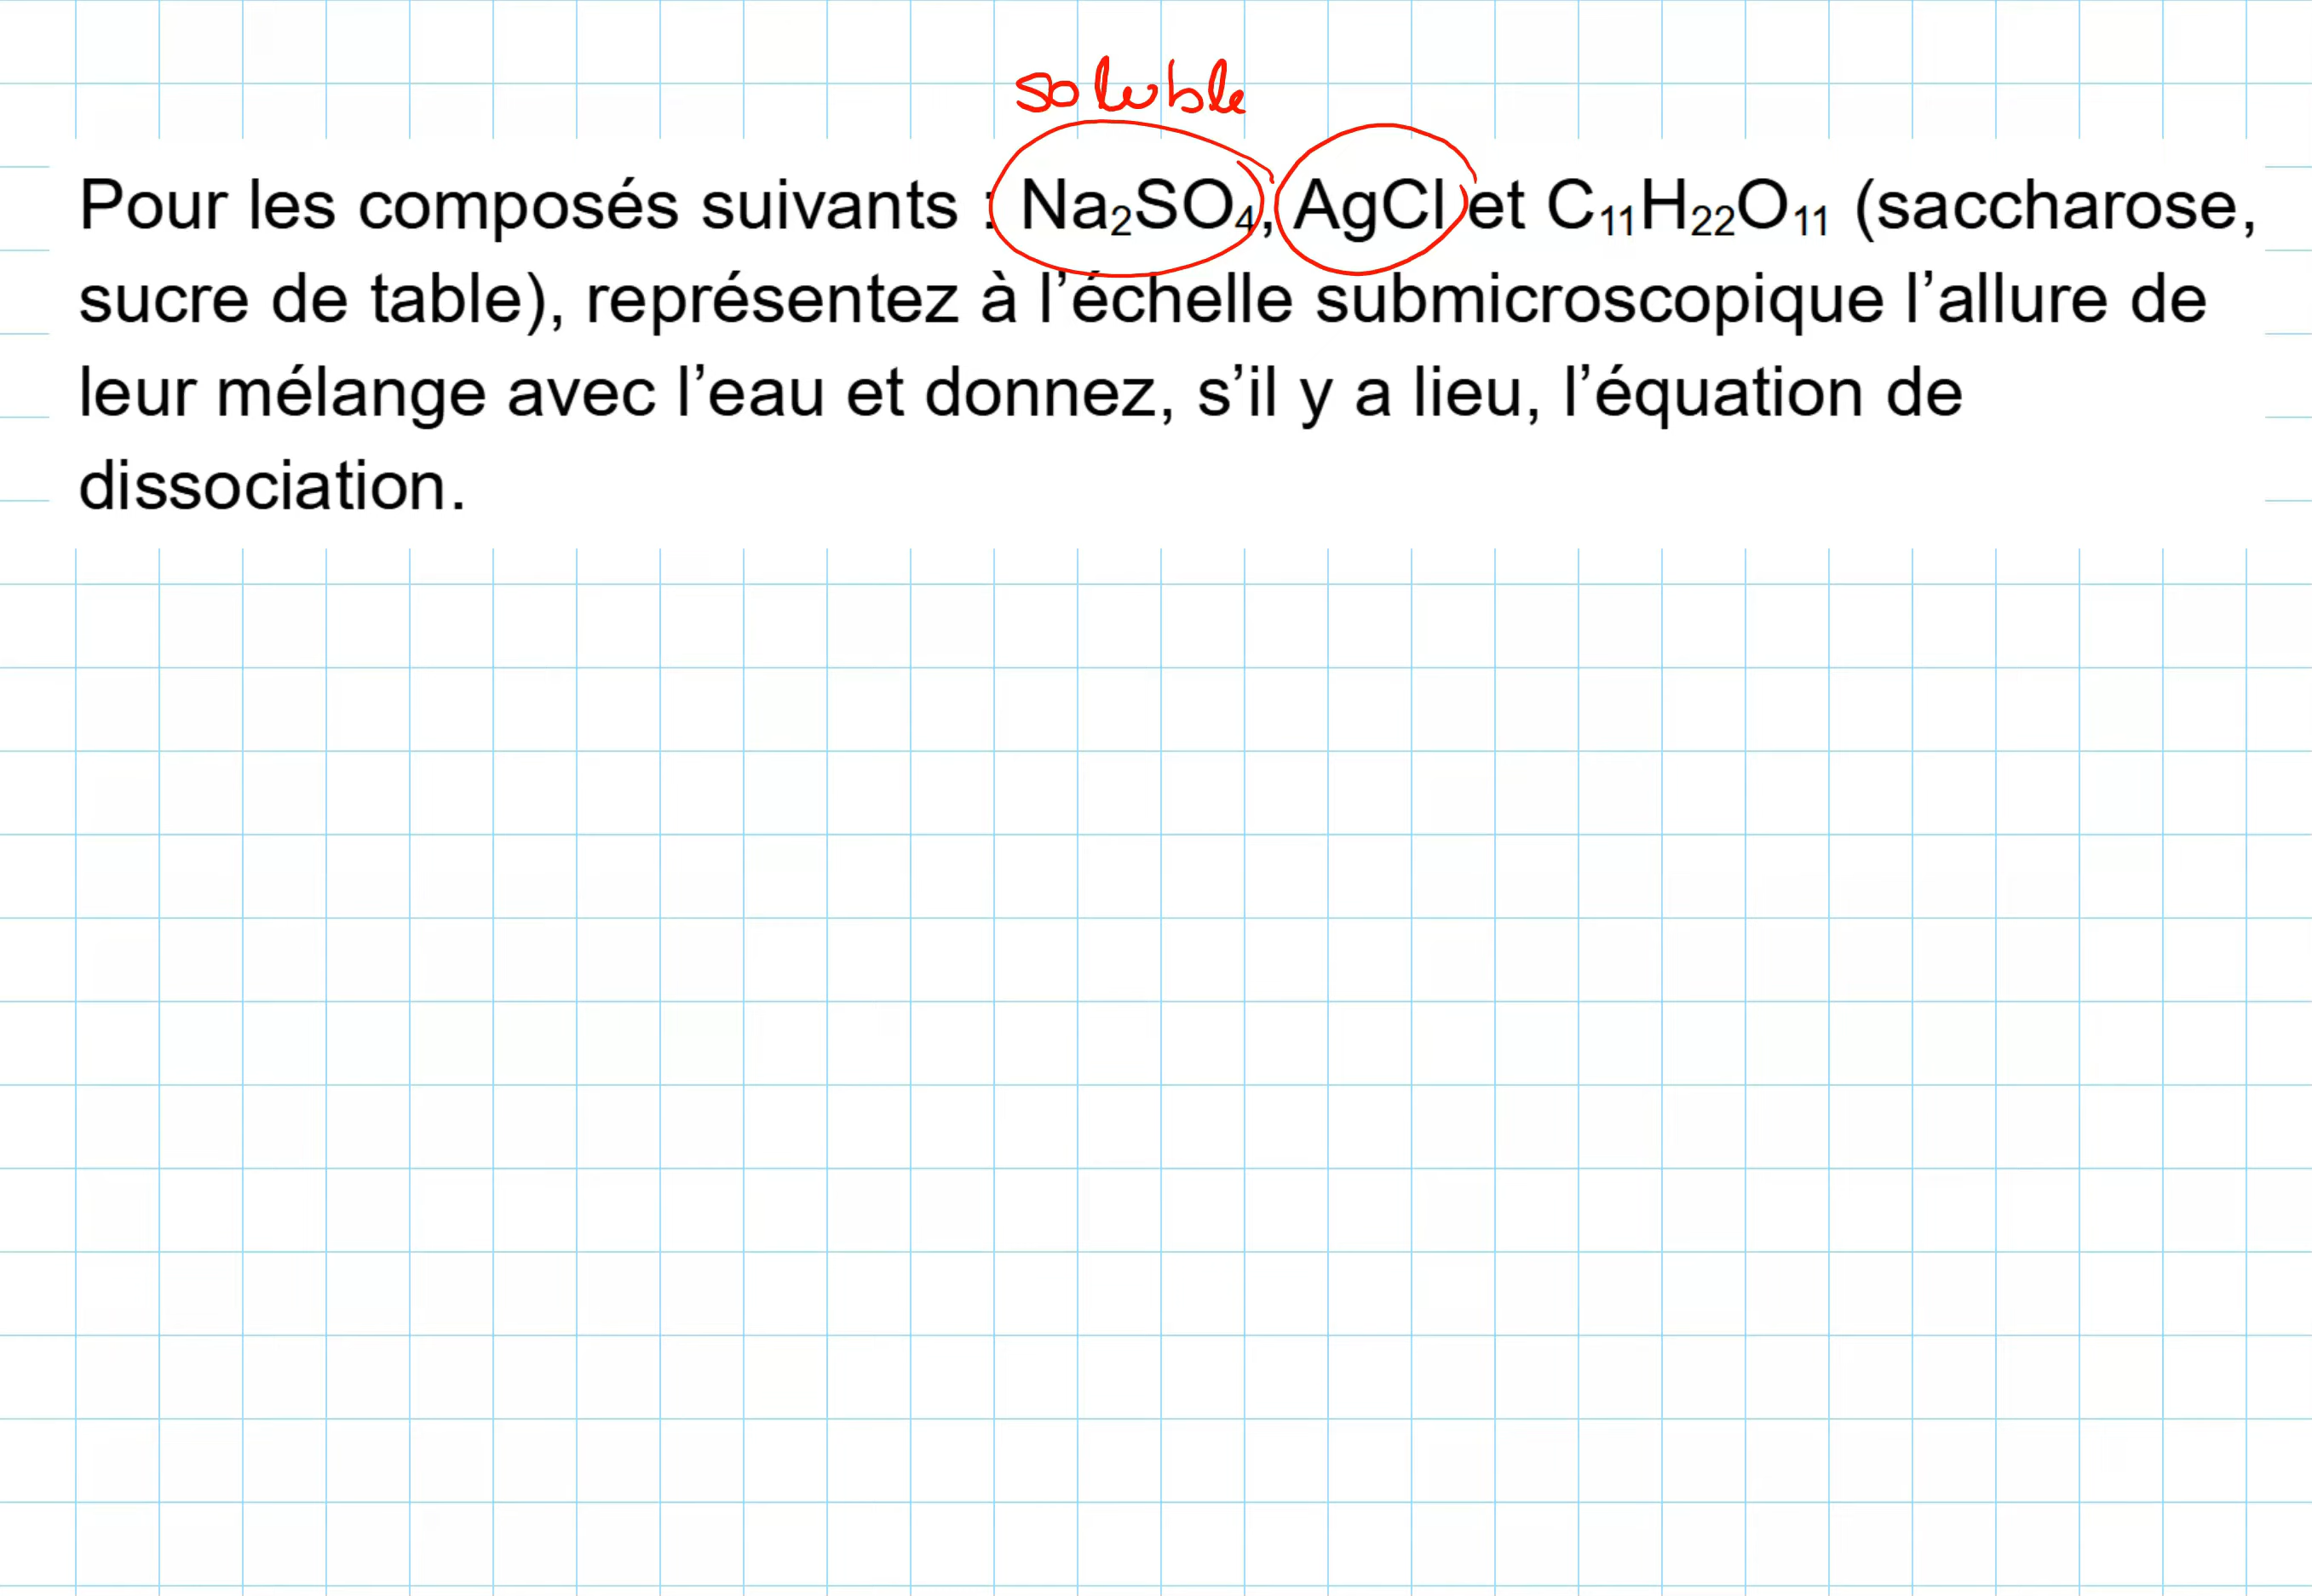 soluble
Pour les composés suivants : Na₂SO₄, AgCl et C₁₁H₂₂O₁₁ (saccharose,
sucre de table), représentez à l’échelle submicroscopique l’allure de
leur mélange avec l’eau et donnez, s’il y a lieu, l’équation de
dissociation.